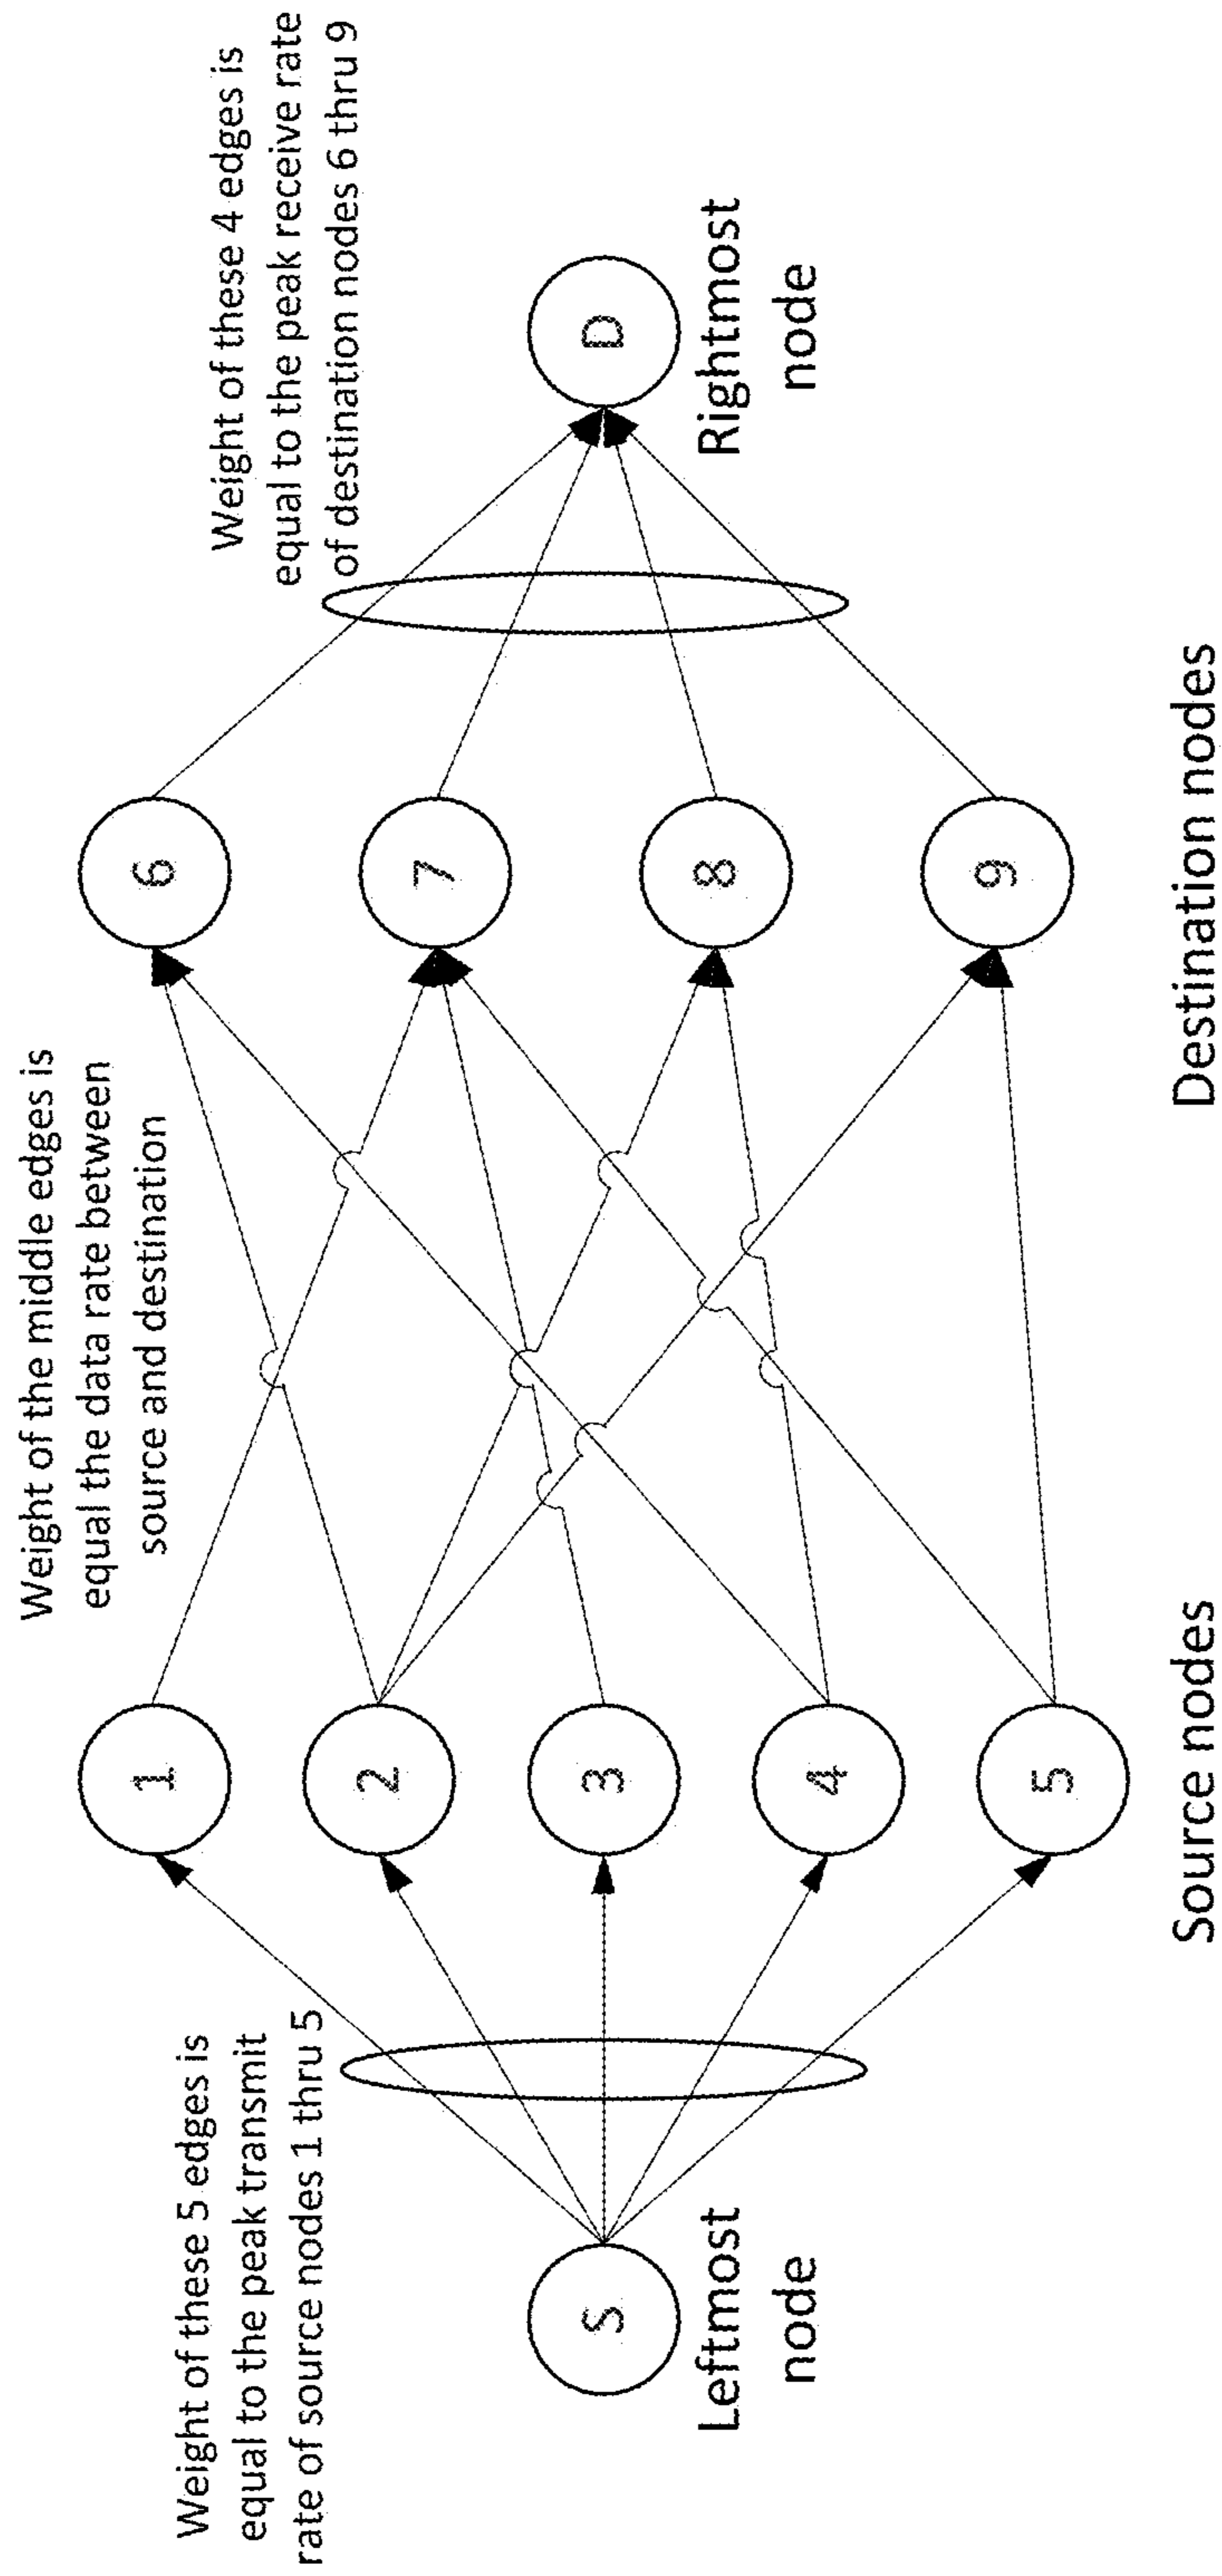 Weight of these 5 edges is
equal to the peak transmit
rate of source nodes 1 thru 5
Weight of the middle edges is
equal the data rate between
source and destination
Weight of these 4 edges is
equal to the peak receive rate
of destination nodes 6 thru 9
S
Leftmost
node
1
2
3
4
5
Source nodes
6
7
8
9
Destination nodes
D
Rightmost
node